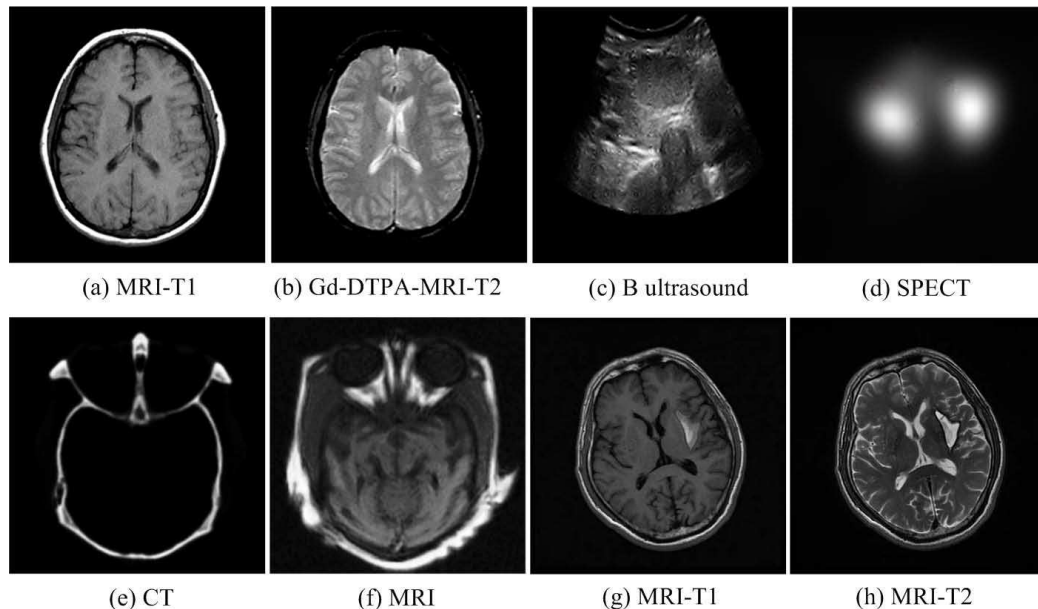 (a) MRI-T1
(b) Gd-DTPA-MRI-T2
(c) B ultrasound
(d) SPECT
(e) CT
(f) MRI
(g) MRI-T1
(h) MRI-T2